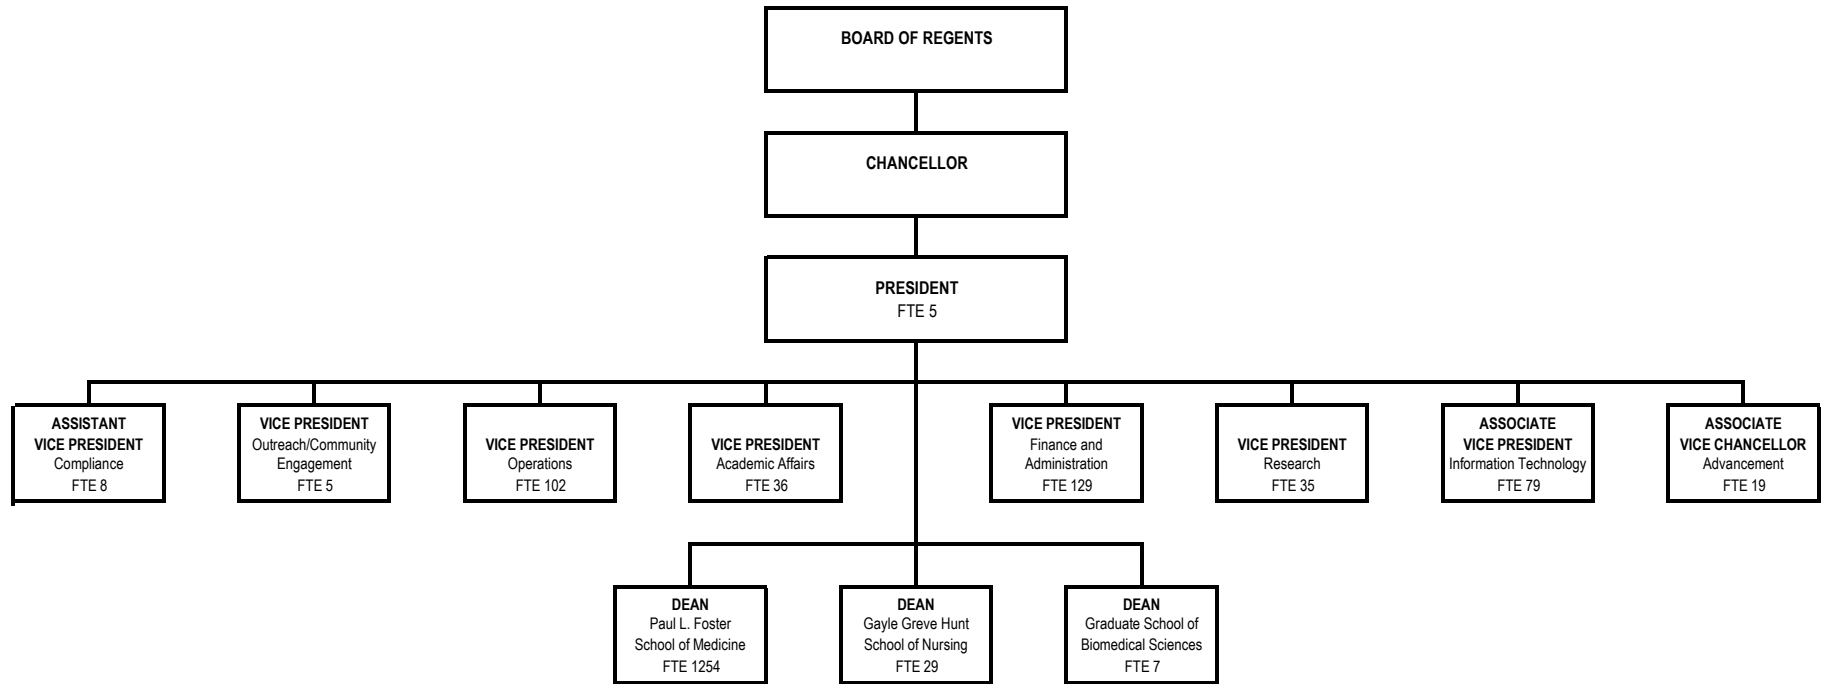 BOARD OF REGENTS
CHANCELLOR
PRESIDENT
FTE 5
ASSISTANT
VICE PRESIDENT
Compliance
FTE 8
VICE PRESIDENT
Outreach/Community
Engagement
FTE 5
VICE PRESIDENT
Operations
FTE 102
VICE PRESIDENT
Academic Affairs
FTE 36
VICE PRESIDENT
Finance and
Administration
FTE 129
VICE PRESIDENT
Research
FTE 35
ASSOCIATE
VICE PRESIDENT
Information Technology
FTE 79
ASSOCIATE
VICE CHANCELLOR
Advancement
FTE 19
DEAN
Paul L. Foster
School of Medicine
FTE 1254
DEAN
Gayle Greve Hunt
School of Nursing
FTE 29
DEAN
Graduate School of
Biomedical Sciences
FTE 7